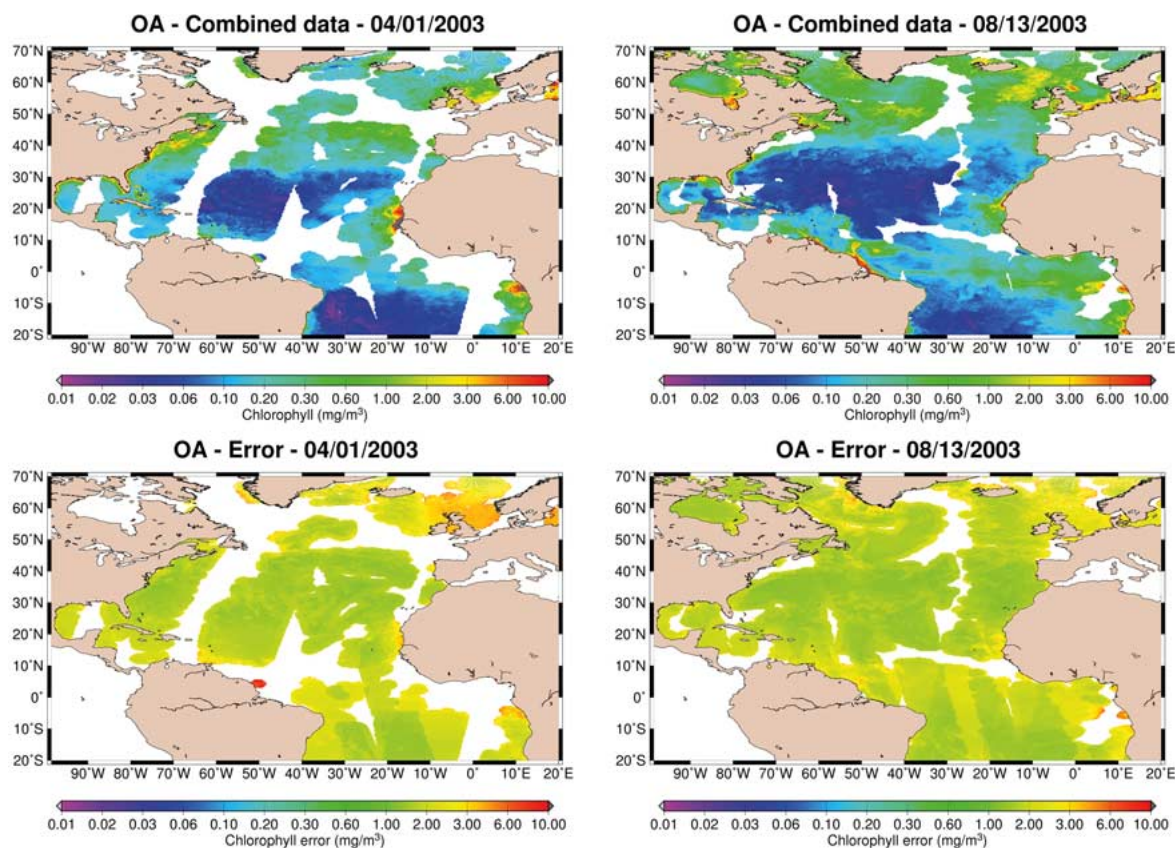 OA - Combined data - 04/01/2003
70°N
60°N
50°N
40°N
30°N
20°N
10°N
0°
10°S
20°S
90°W 80°W 70°W 60°W 50°W 40°W 30°W 20°W 10°W 0° 10°E 20°E
0.01 0.02 0.03 0.06 0.10 0.20 0.30 0.60 1.00 2.00 3.00 6.00 10.00
Chlorophyll (mg/m³)
OA - Combined data - 08/13/2003
70°N
60°N
50°N
40°N
30°N
20°N
10°N
0°
10°S
20°S
90°W 80°W 70°W 60°W 50°W 40°W 30°W 20°W 10°W 0° 10°E 20°E
0.01 0.02 0.03 0.06 0.10 0.20 0.30 0.60 1.00 2.00 3.00 6.00 10.00
Chlorophyll (mg/m³)
OA - Error - 04/01/2003
70°N
60°N
50°N
40°N
30°N
20°N
10°N
0°
10°S
20°S
90°W 80°W 70°W 60°W 50°W 40°W 30°W 20°W 10°W 0° 10°E 20°E
0.01 0.02 0.03 0.06 0.10 0.20 0.30 0.60 1.00 2.00 3.00 6.00 10.00
Chlorophyll error (mg/m³)
OA - Error - 08/13/2003
70°N
60°N
50°N
40°N
30°N
20°N
10°N
0°
10°S
20°S
90°W 80°W 70°W 60°W 50°W 40°W 30°W 20°W 10°W 0° 10°E 20°E
0.01 0.02 0.03 0.06 0.10 0.20 0.30 0.60 1.00 2.00 3.00 6.00 10.00
Chlorophyll error (mg/m³)